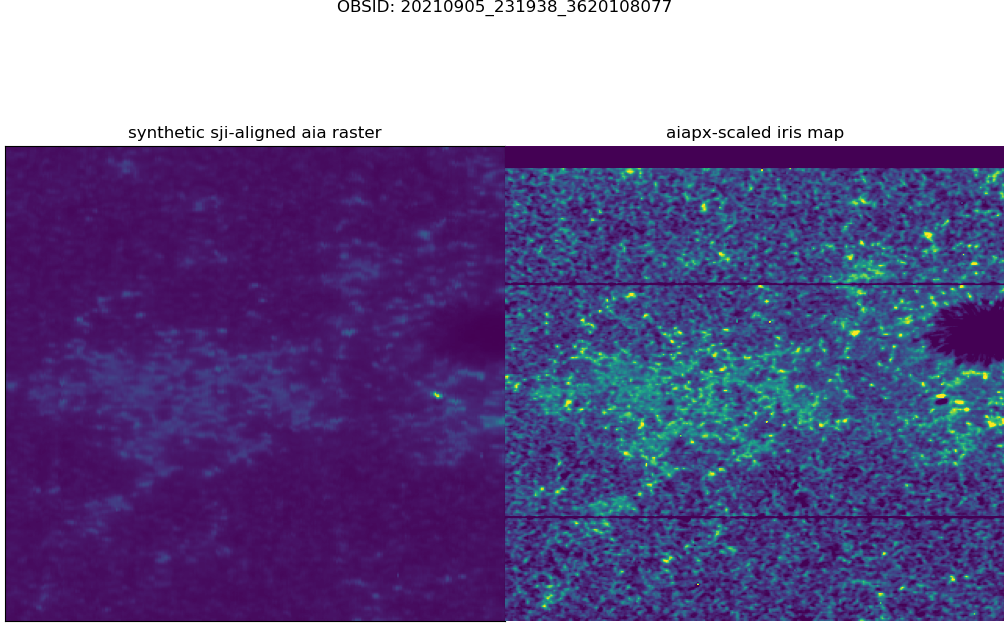 OBSID: 20210905_231938_3620108077
synthetic sji-aligned aia raster
aiapx-scaled iris map